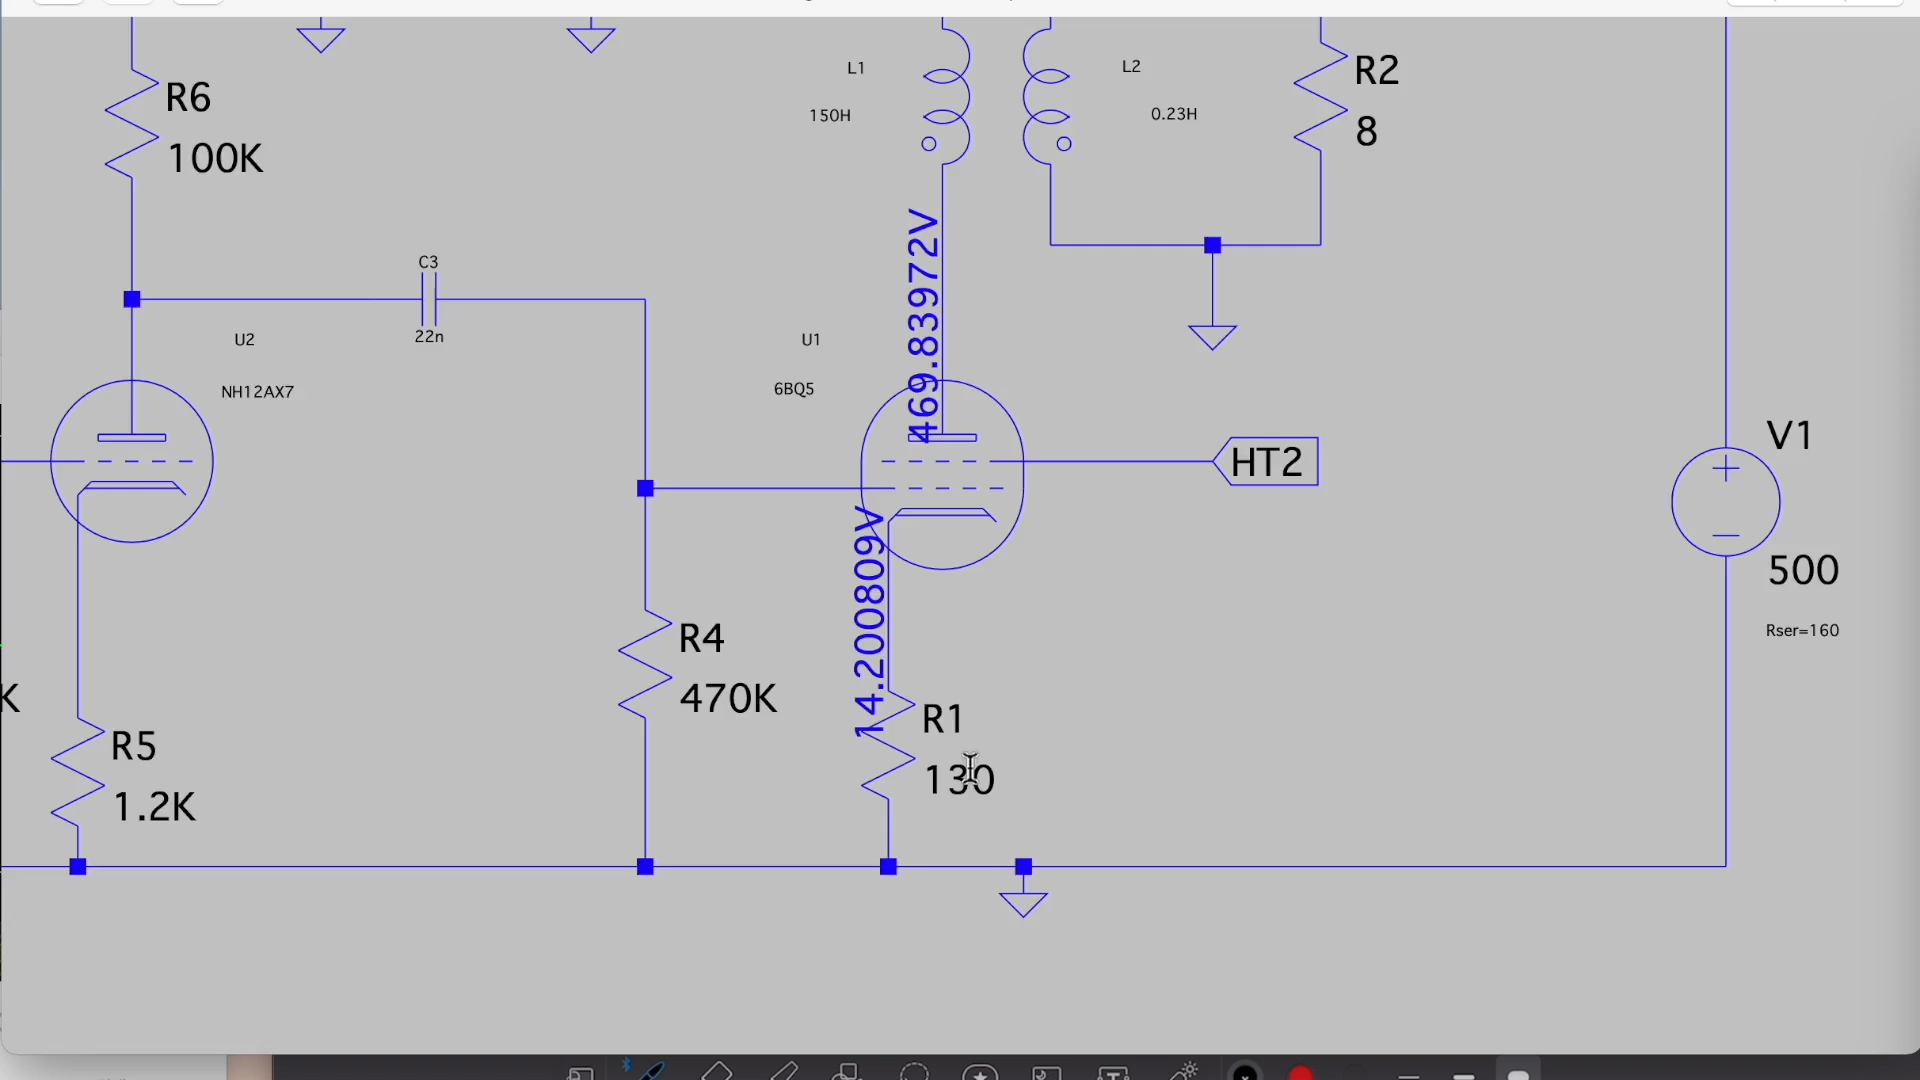 R6
100K
L1
150H
L2
0.23H
R2
8
469.83972V
C3
22n
U2
NH12AX7
U1
6BQ5
HT2
V1
500
Rser=160
14.200809V
R4
470K
R1
130
K
R5
1.2K